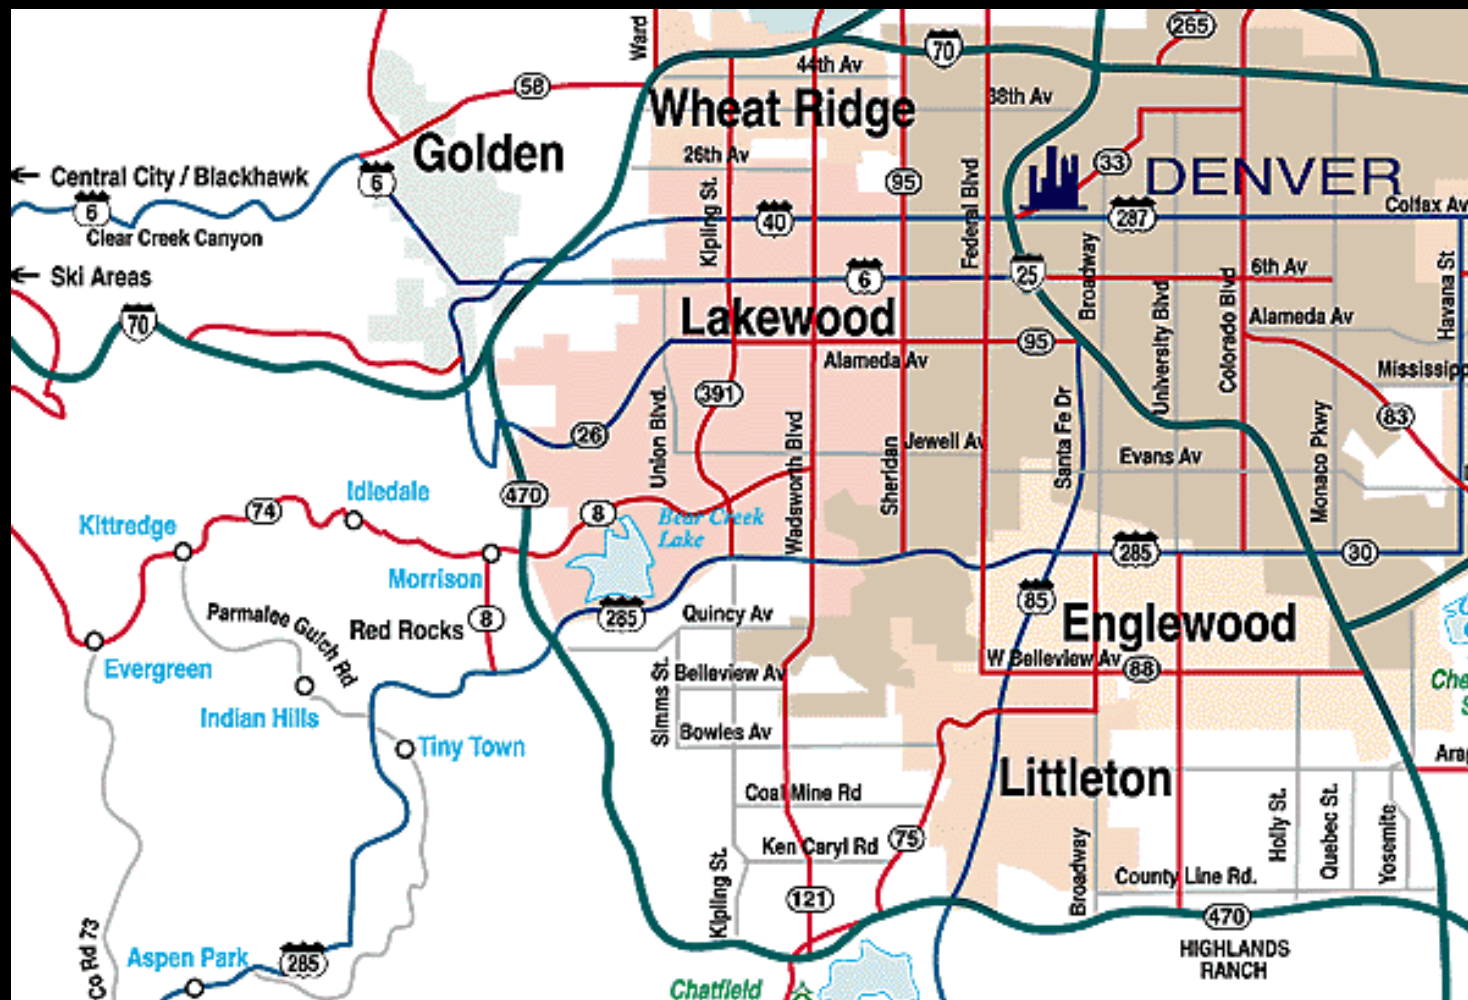 Ward
265
70
44th Av
58
38th Av
Wheat Ridge
Golden
26th Av
33
DENVER
Central City / Blackhawk
6
95
Kipling St.
Federal Blvd
6
40
287
Colfax Av
Clear Creek Canyon
Broadway
Havana St
Ski Areas
6
25
6th Av
University Blvd
Colorado Blvd
70
Lakewood
Alameda Av
95
Alameda Av
Mississipp
391
Santa Fe Dr
83
26
Union Blvd.
Wadsworth Blvd
Sheridan
Jewell Av
Evans Av
Monaco Pkwy
Idledale
470
74
8
Bear Creek
Lake
Kittredge
285
30
Morrison
85
Parmalee Gulch Rd
Red Rocks
8
285
Quincy Av
Englewood
Evergreen
Simms St.
Belleview Av
W Belleview Av
88
Che
S
Indian Hills
Bowles Av
Tiny Town
Littleton
Ara
Coal Mine Rd
Holly St.
Quebec St.
Yosemite
Ken Caryl Rd
75
Kipling St.
Broadway
County Line Rd.
121
470
Co Rd 73
Aspen Park
285
HIGHLANDS
RANCH
Chatfield